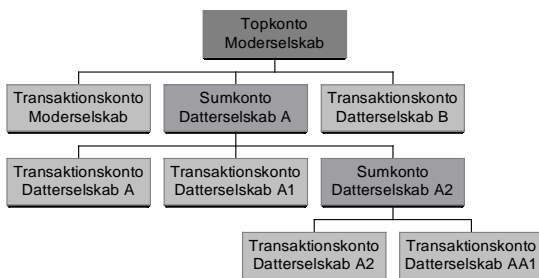 Topkonto
Moderselskab
Transaktionskonto
Moderselskab
Sumkonto
Datterselskab A
Transaktionskonto
Datterselskab B
Transaktionskonto
Datterselskab A
Transaktionskonto
Datterselskab A1
Sumkonto
Datterselskab A2
Transaktionskonto
Datterselskab A2
Transaktionskonto
Datterselskab AA1